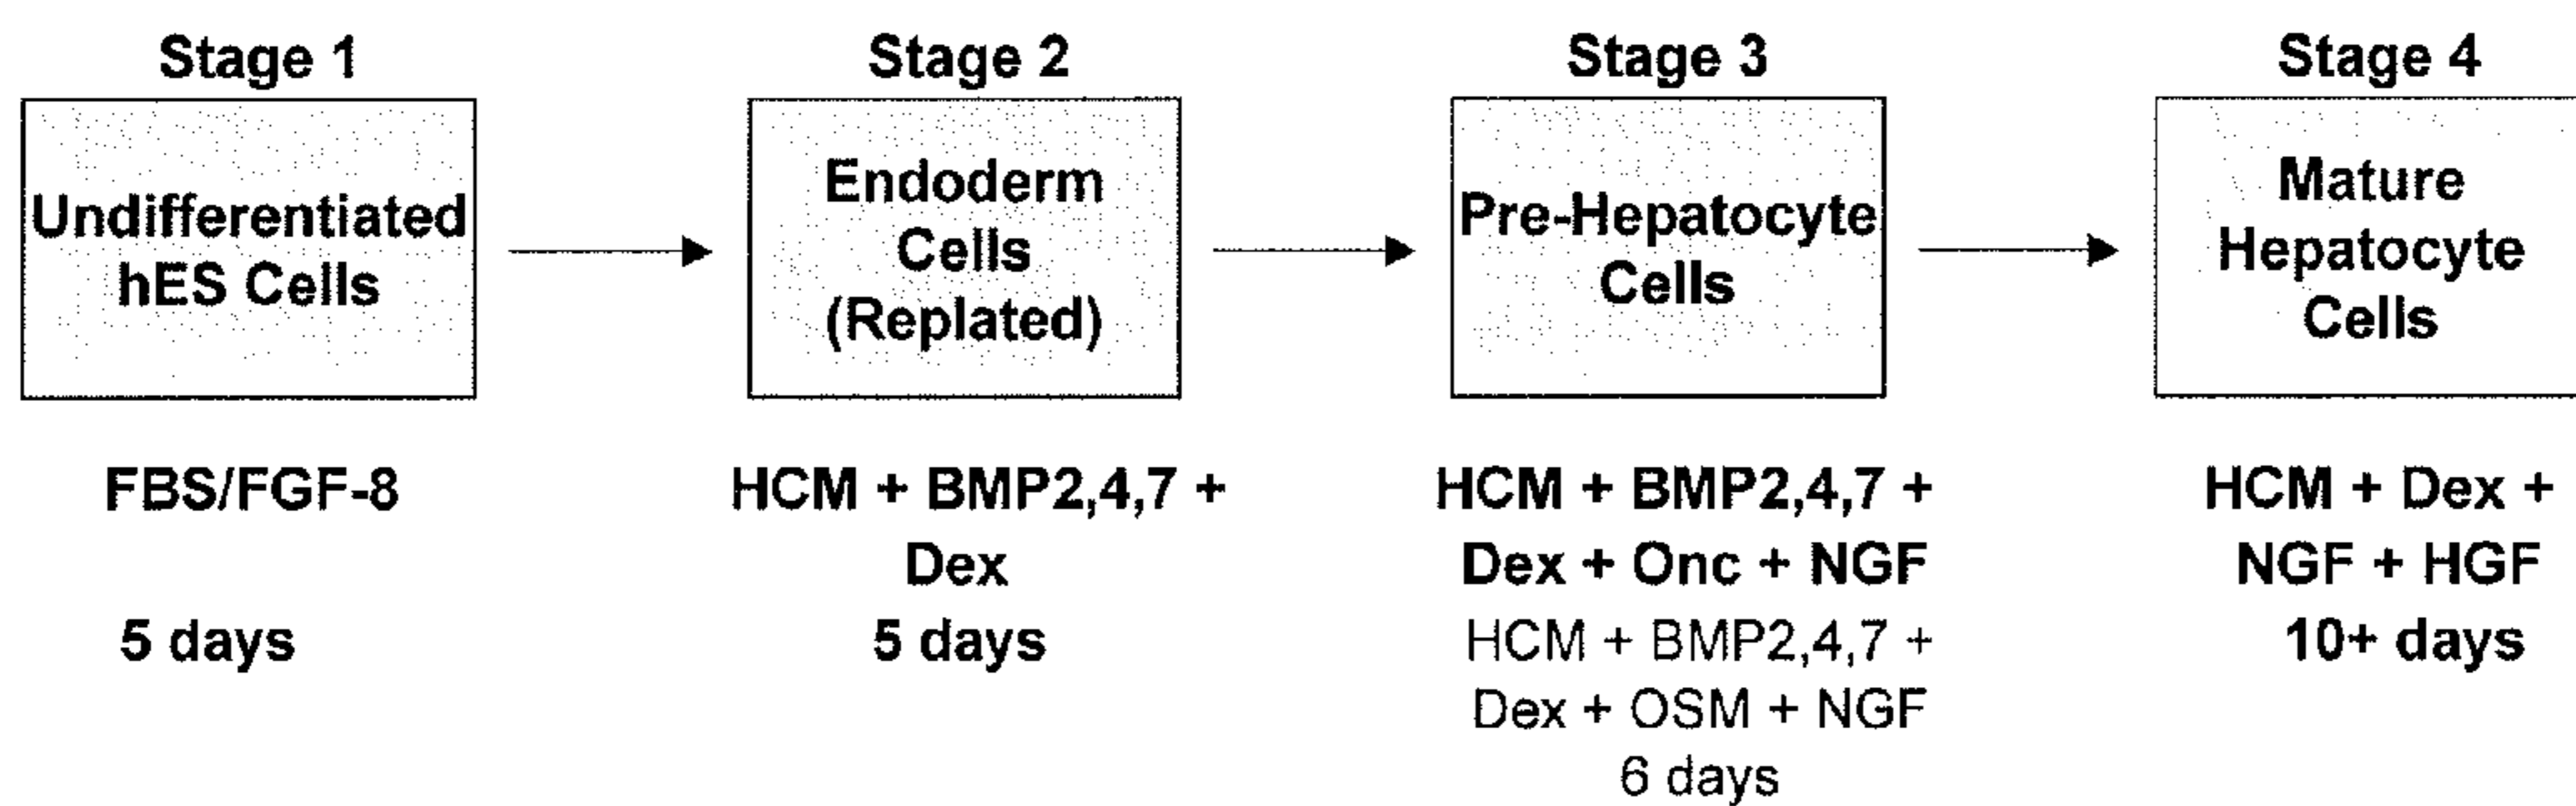 Stage 1
Undifferentiated
hES Cells
FBS/FGF-8
5 days
Stage 2
Endoderm
Cells
(Replated)
HCM + BMP2,4,7 +
Dex
5 days
Stage 3
Pre-Hepatocyte
Cells
HCM + BMP2,4,7 +
Dex + Onc + NGF
HCM + BMP2,4,7 +
Dex + OSM + NGF
6 days
Stage 4
Mature
Hepatocyte
Cells
HCM + Dex +
NGF + HGF
10+ days